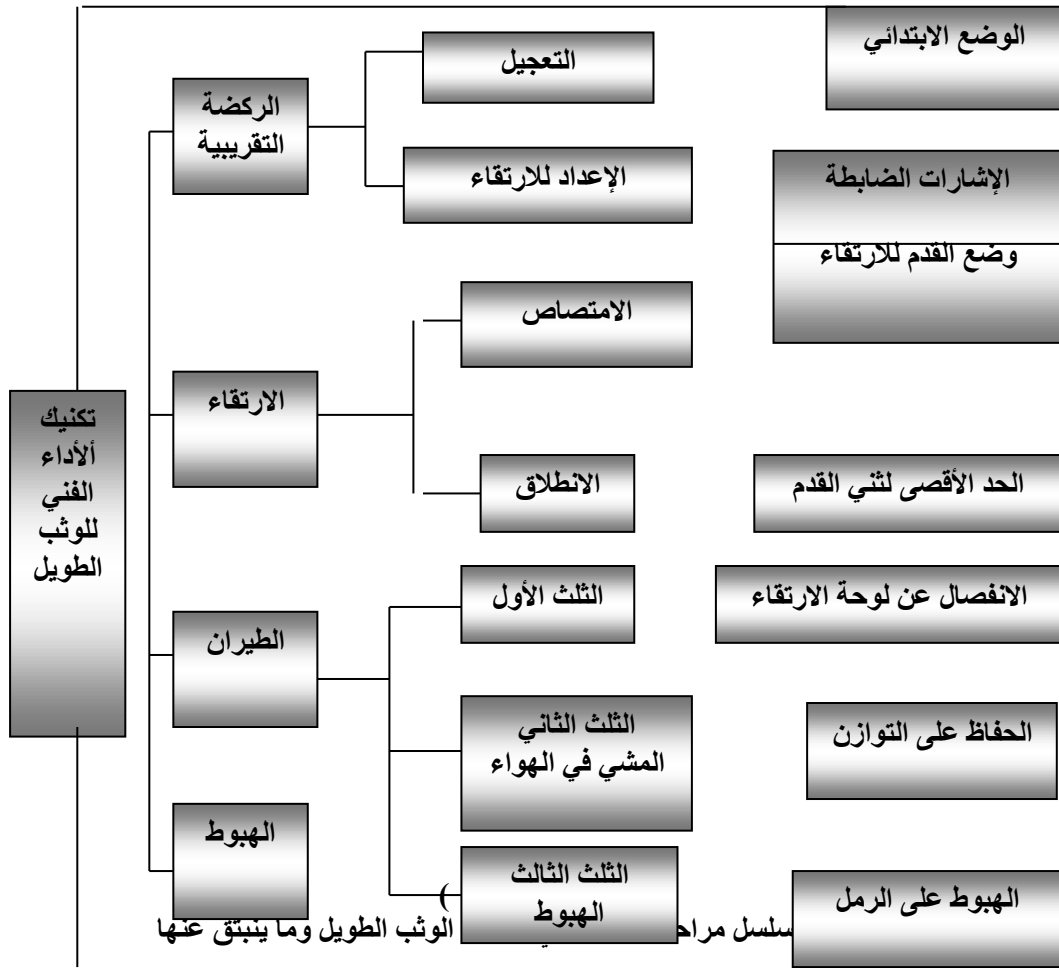 الوضع الابتدائي
التعجيل
الركضة
التقريبية
الإعداد للارتقاء
الإشارات الضابطة
وضع القدم للارتقاء
الامتصاص
الارتقاء
تكنيك
ألأداء
الفني
للوثب
الطويل
الانطلاق
الحد الأقصى لثني القدم
الثلث الأول
الانفصال عن لوحة الارتقاء
الطيران
الثلث الثاني
المشي في الهواء
الحفاظ على التوازن
الهبوط
الثلث الثالث
الهبوط
الهبوط على الرمل
)
الوثب الطويل وما ينبثق عنها